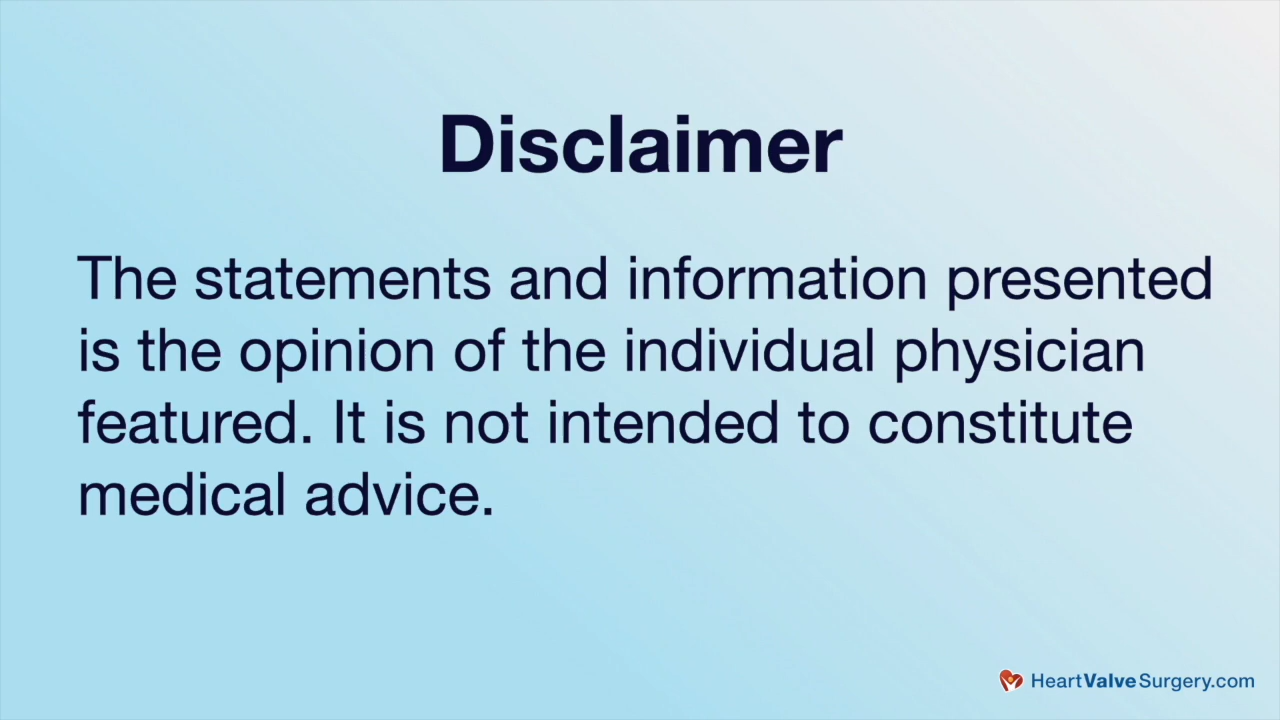 Disclaimer
The statements and information presented
is the opinion of the individual physician
featured. It is not intended to constitute
medical advice.
HeartValveSurgery.com